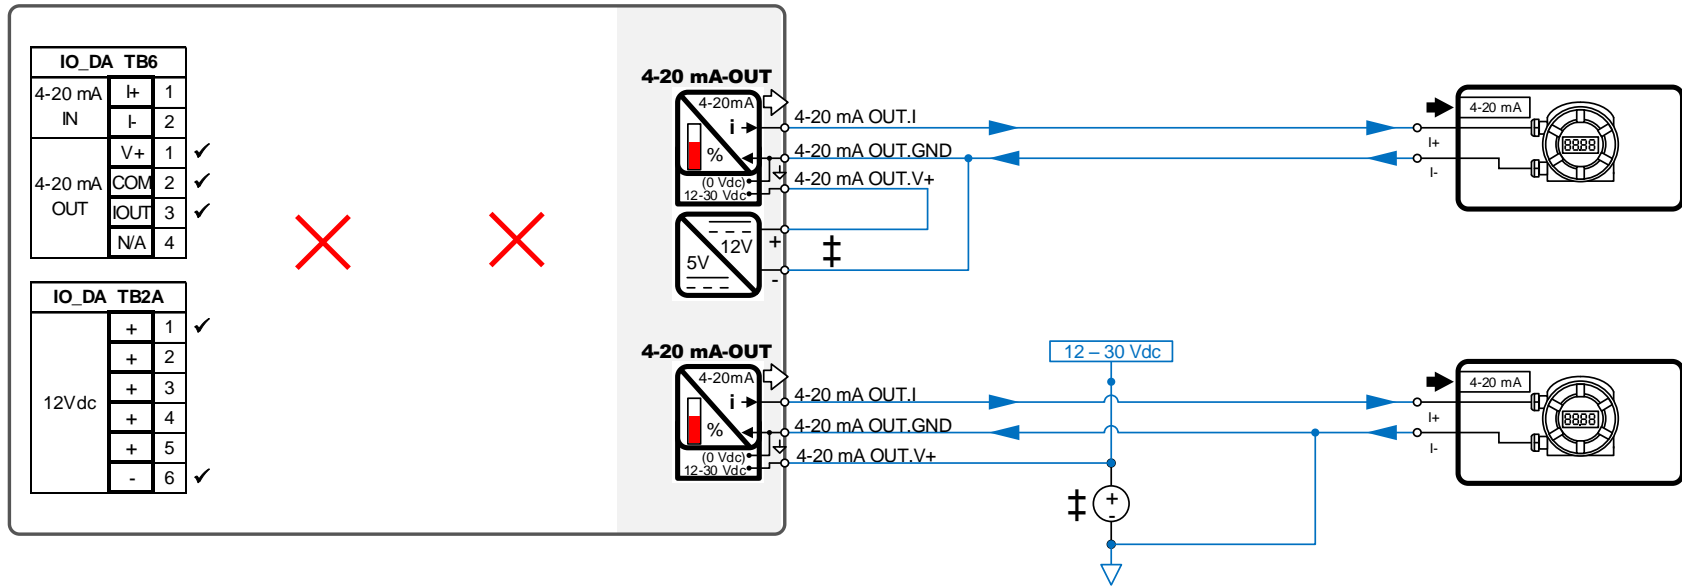 IO_DA TB6
4-20 mA IN
I+ 1
I- 2
4-20 mA OUT
V+ 1 ✓
COM 2 ✓
IOUT 3 ✓
N/A 4
IO_DA TB2A
12Vdc
+ 1 ✓
+ 2
+ 3
+ 4
+ 5
- 6 ✓
4-20 mA-OUT
4-20mA
i
%
(0 Vdc)
12-30 Vdc
4-20 mA OUT.I
4-20 mA OUT.GND
4-20 mA OUT.V+
5V
12V
+
-
‡
4-20 mA
I+
I-
88.88
4-20 mA-OUT
4-20mA
i
%
(0 Vdc)
12-30 Vdc
4-20 mA OUT.I
4-20 mA OUT.GND
4-20 mA OUT.V+
12 – 30 Vdc
‡
+
-
4-20 mA
I+
I-
88.88